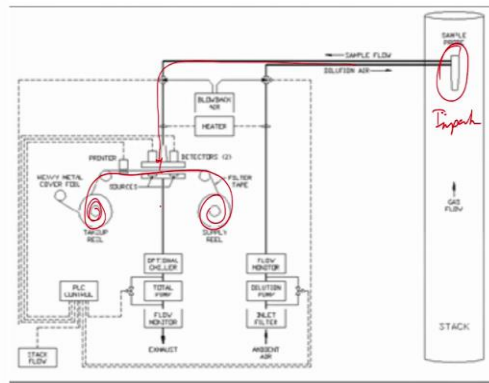 SAMPLE
PROBE
SAMPLE FLOW
DILUTION AIR
BLOWBACK
AIR
HEATER
PRINTER
DETECTORS (2)
HEAVY METAL
COVER FOIL
SOURCES
FILTER
TAPE
TAKEUP
REEL
SUPPLY
REEL
GAS
FLOW
OPTIONAL
CHILLER
FLOW
MONITOR
PLC
CONTROL
TOTAL
PUMP
DILUTION
PUMP
FLOW
MONITOR
INLET
FILTER
STACK
STACK
FLOW
EXHAUST
AMBIENT
AIR